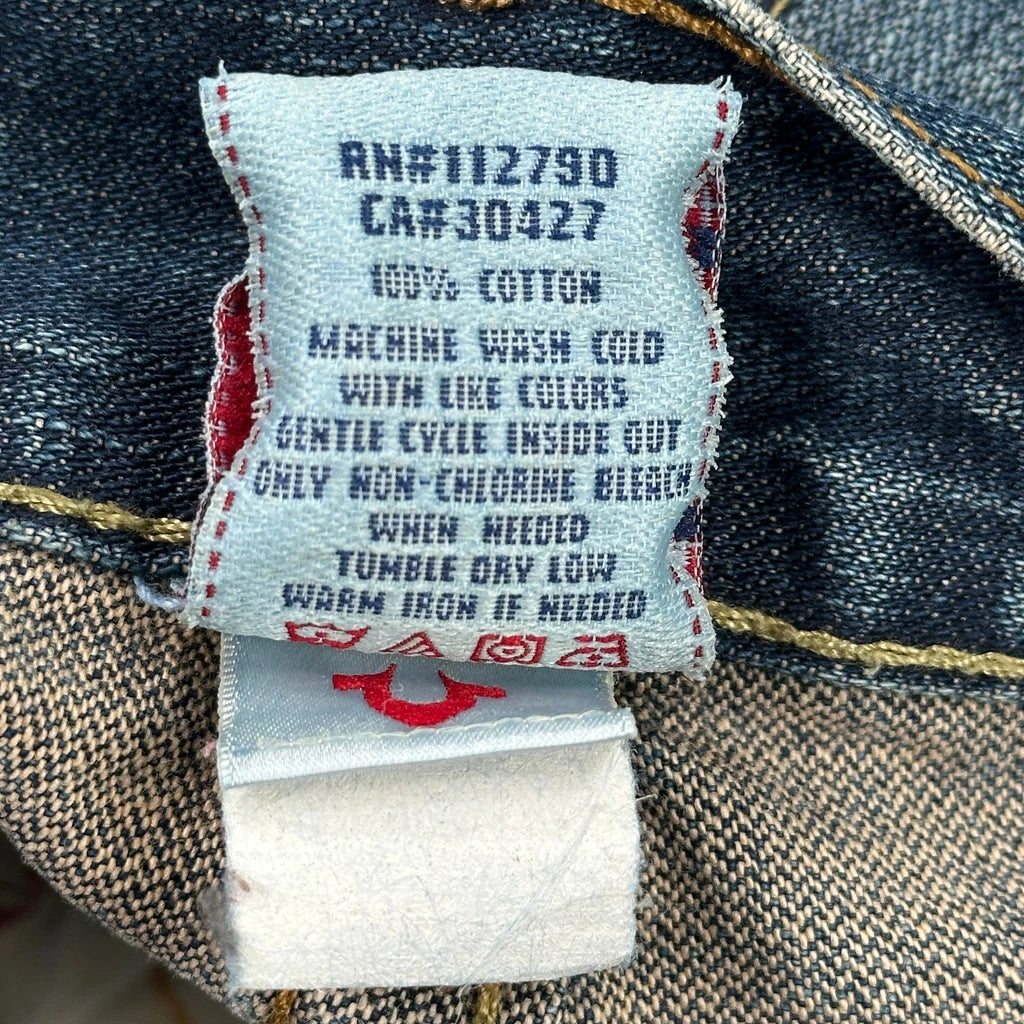 RN#112790
CA#30427
100% COTTON
MACHINE WASH COLD
WITH LIKE COLORS
GENTLE CYCLE INSIDE OUT
ONLY NON-CHLORINE BLEACH
WHEN NEEDED
TUMBLE DRY LOW
WARM IRON IF NEEDED